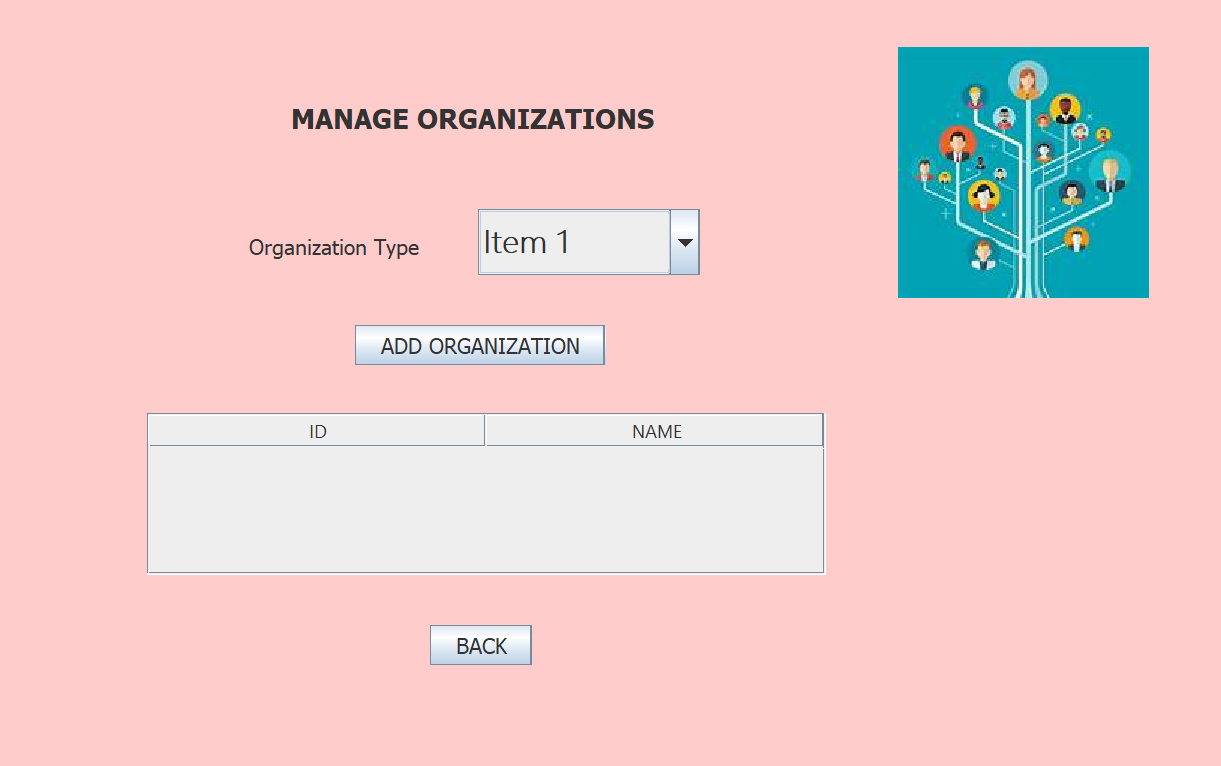 MANAGE ORGANIZATIONS
Organization Type
Item 1
ADD ORGANIZATION
ID
NAME
BACK